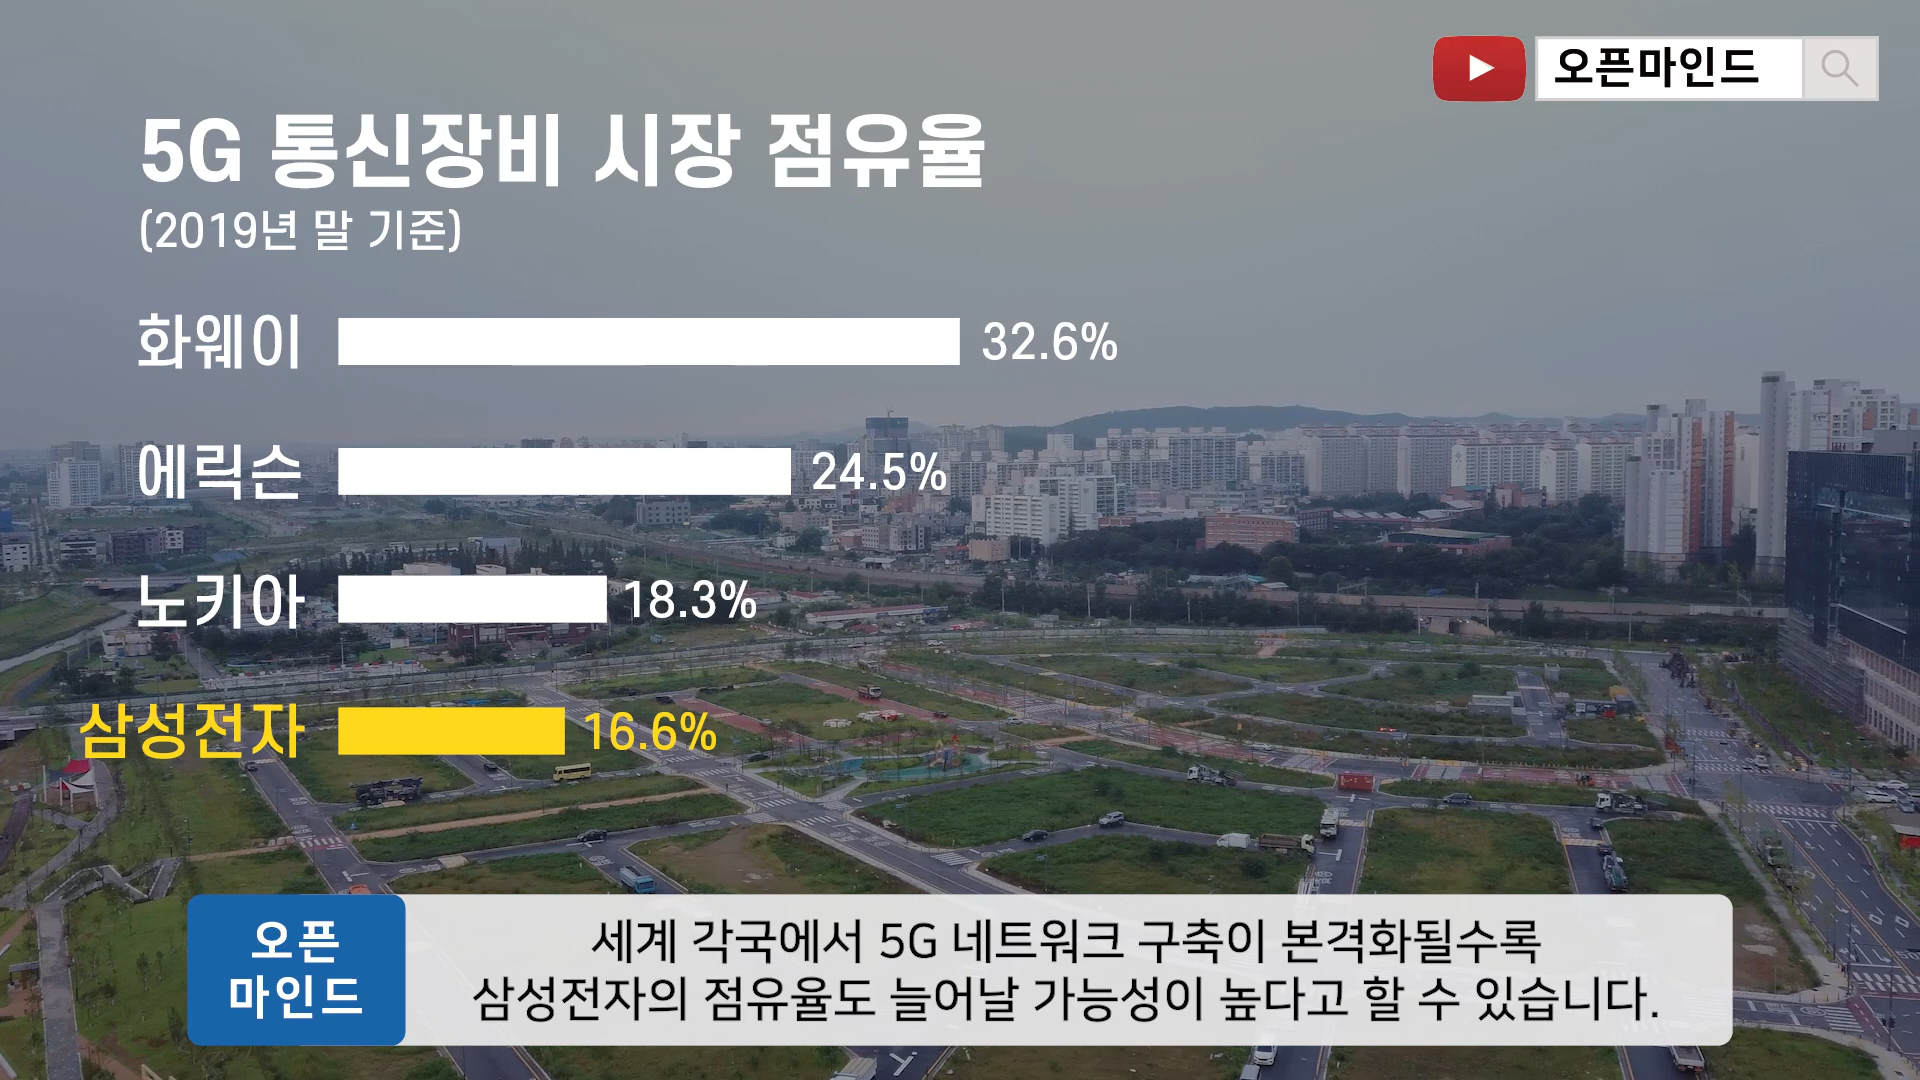 오픈마인드
5G 통신장비 시장 점유율
(2019년 말 기준)
화웨이 32.6%
에릭슨 24.5%
노키아 18.3%
삼성전자 16.6%
오픈
마인드
세계 각국에서 5G 네트워크 구축이 본격화될수록
삼성전자의 점유율도 늘어날 가능성이 높다고 할 수 있습니다.